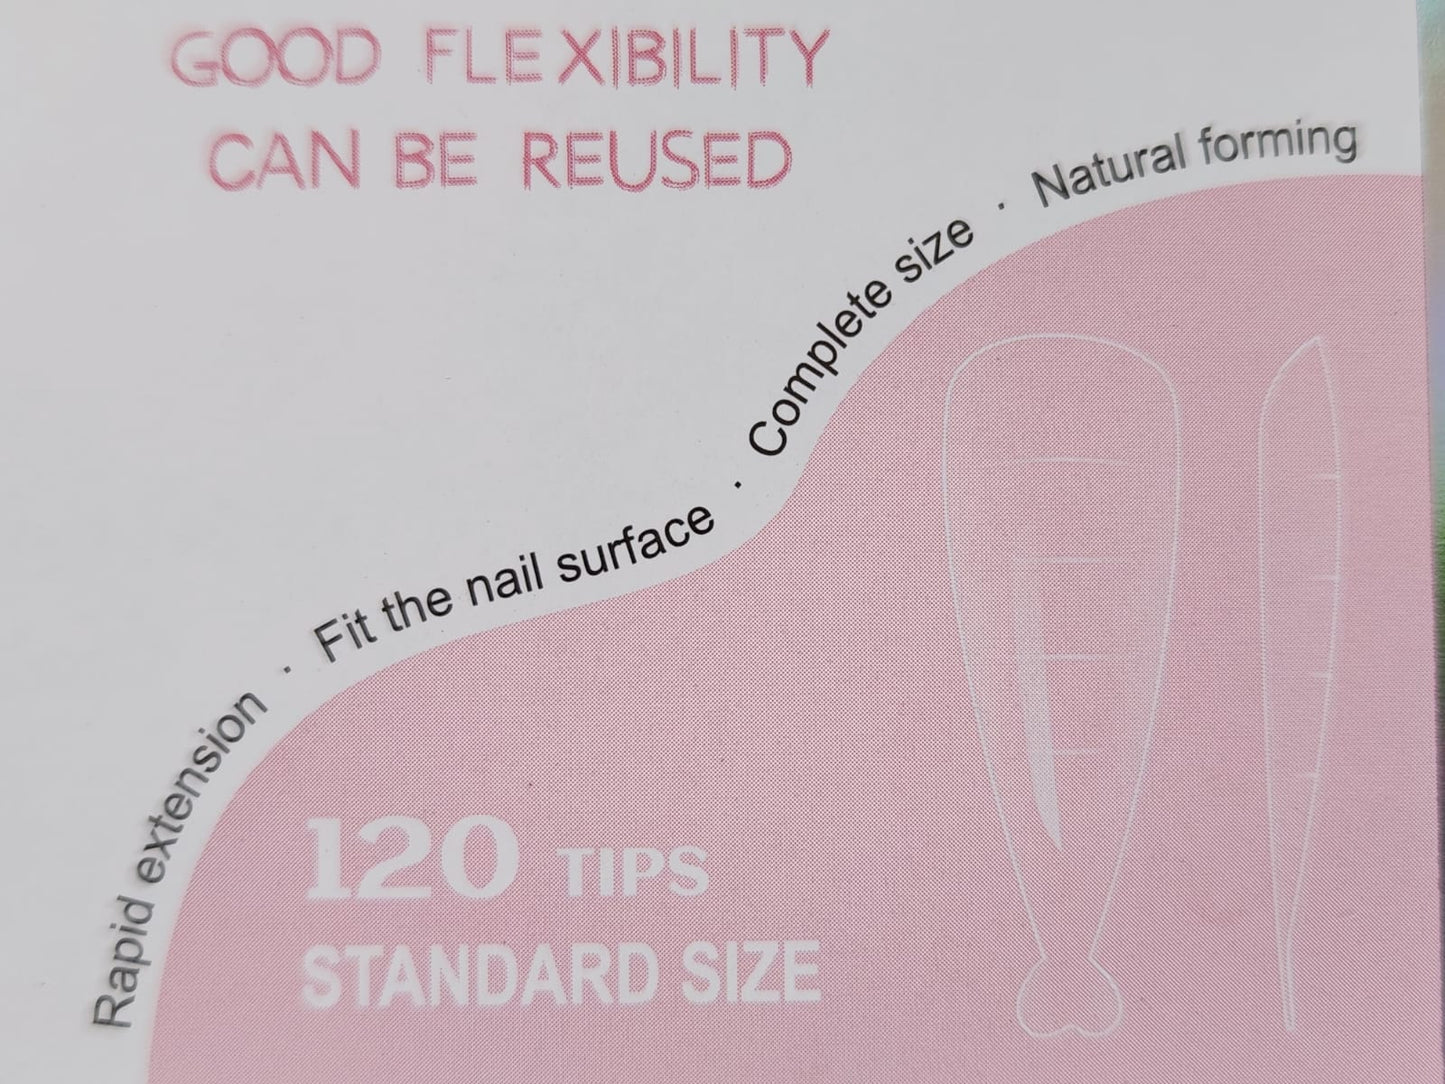 GOOD FLEXIBILITY
CAN BE REUSED
Rapid extension · Fit the nail surface · Complete size · Natural forming
120 TIPS
STANDARD SIZE